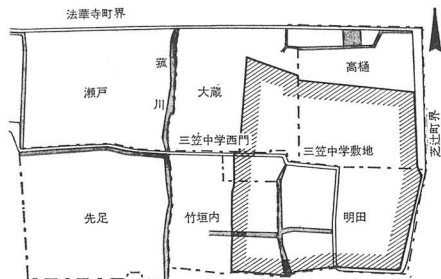 法華寺町界
菰川
瀬戸
大蔵
高樋
芝辻町界
三笠中学西門
三笠中学敷地
先足
竹垣内
明田